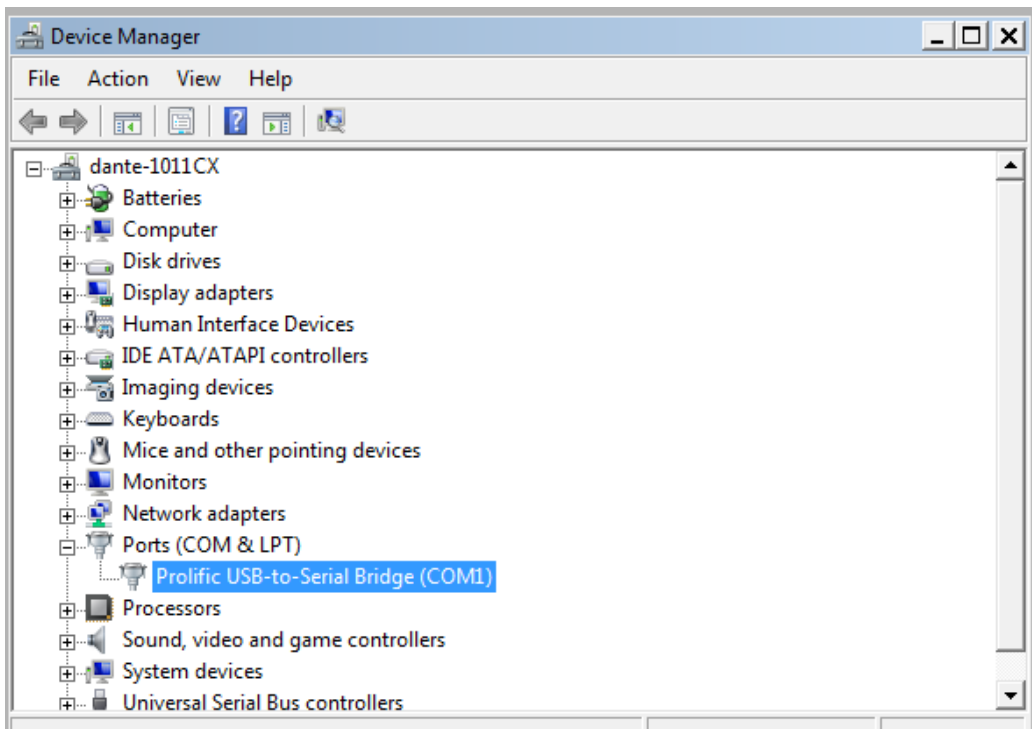 Device Manager
File Action View Help
dante-1011CX
Batteries
Computer
Disk drives
Display adapters
Human Interface Devices
IDE ATA/ATAPI controllers
Imaging devices
Keyboards
Mice and other pointing devices
Monitors
Network adapters
Ports (COM & LPT)
Prolific USB-to-Serial Bridge (COM1)
Processors
Sound, video and game controllers
System devices
Universal Serial Bus controllers